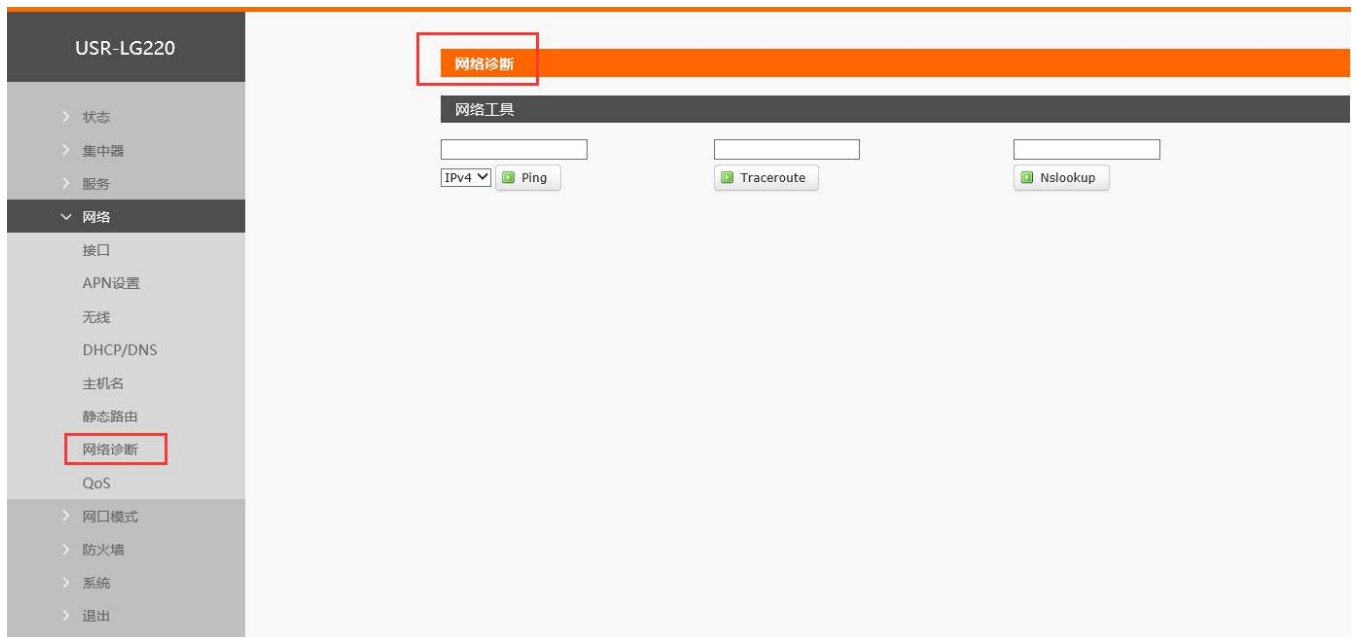 USR-LG220
状态
集中器
服务
网络
接口
APN设置
无线
DHCP/DNS
主机名
静态路由
网络诊断
QoS
网口模式
防火墙
系统
退出
网络诊断
网络工具
IPv4 Ping Traceroute Nslookup